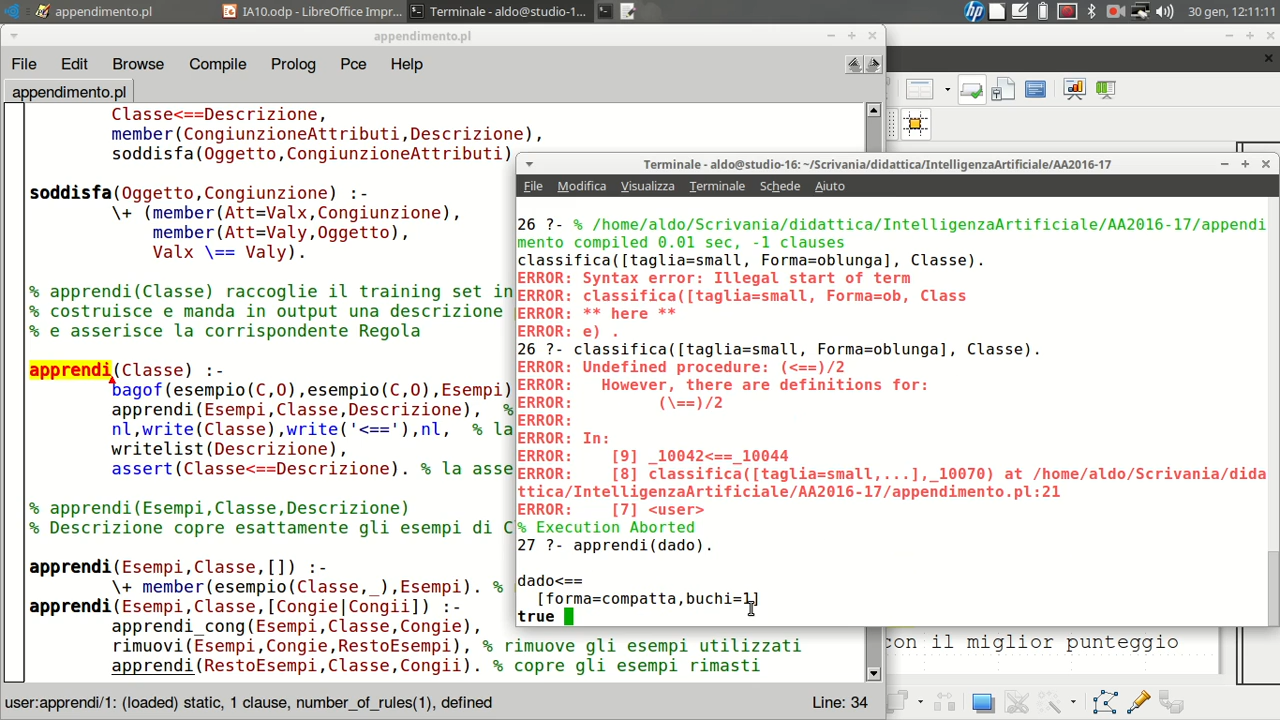 appendimento.pl
IA10.odp - LibreOffice Impr...
Terminale - aldo@studio-1...
30 gen, 12:11:11
appendimento.pl
File Edit Browse Compile Prolog Pce Help
appendimento.pl
Classe<==Descrizione,
member(CongiunzioneAttributi,Descrizione),
soddisfa(Oggetto,CongiunzioneAttributi)
soddisfa(Oggetto,Congiunzione) :-
\+ (member(Att=Valx,Congiunzione),
member(Att=Valy,Oggetto),
Valx \== Valy).
% apprendi(Classe) raccoglie il training set in
% costruisce e manda in output una descrizione
% e asserisce la corrispondente Regola
apprendi(Classe) :-
bagof(esempio(C,O),esempio(C,O),Esempi)
apprendi(Esempi,Classe,Descrizione), %
nl,write(Classe),write('<=='),nl, % la
writelist(Descrizione),
assert(Classe<==Descrizione). % la asse
% apprendi(Esempi,Classe,Descrizione)
% Descrizione copre esattamente gli esempi di C
apprendi(Esempi,Classe,[]) :-
\+ member(esempio(Classe,_),Esempi). %
apprendi(Esempi,Classe,[Congie|Congii]) :-
apprendi_cong(Esempi,Classe,Congie),
rimuovi(Esempi,Congie,RestoEsempi), % rimuove gli esempi utilizzati
apprendi(RestoEsempi,Classe,Congii). % copre gli esempi rimasti
user:apprendi/1: (loaded) static, 1 clause, number_of_rules(1), defined
Line: 34
Terminale - aldo@studio-16: ~/Scrivania/didattica/IntelligenzaArtificiale/AA2016-17
File Modifica Visualizza Terminale Schede Aiuto
26 ?- % /home/aldo/Scrivania/didattica/IntelligenzaArtificiale/AA2016-17/appendi
mento compiled 0.01 sec, -1 clauses
classifica([taglia=small, Forma=oblunga], Classe).
ERROR: Syntax error: Illegal start of term
ERROR: classifica([taglia=small, Forma=ob, Class
ERROR: ** here **
ERROR: e) .
26 ?- classifica([taglia=small, Forma=oblunga], Classe).
ERROR: Undefined procedure: (<==)/2
ERROR: However, there are definitions for:
ERROR: (\==)/2
ERROR:
ERROR: In:
ERROR: [9] _10042<==_10044
ERROR: [8] classifica([taglia=small,...],_10070) at /home/aldo/Scrivania/dida
ttica/IntelligenzaArtificiale/AA2016-17/appendimento.pl:21
ERROR: [7] <user>
% Execution Aborted
27 ?- apprendi(dado).
dado<==
[forma=compatta,buchi=1]
true
con il miglior punteggio